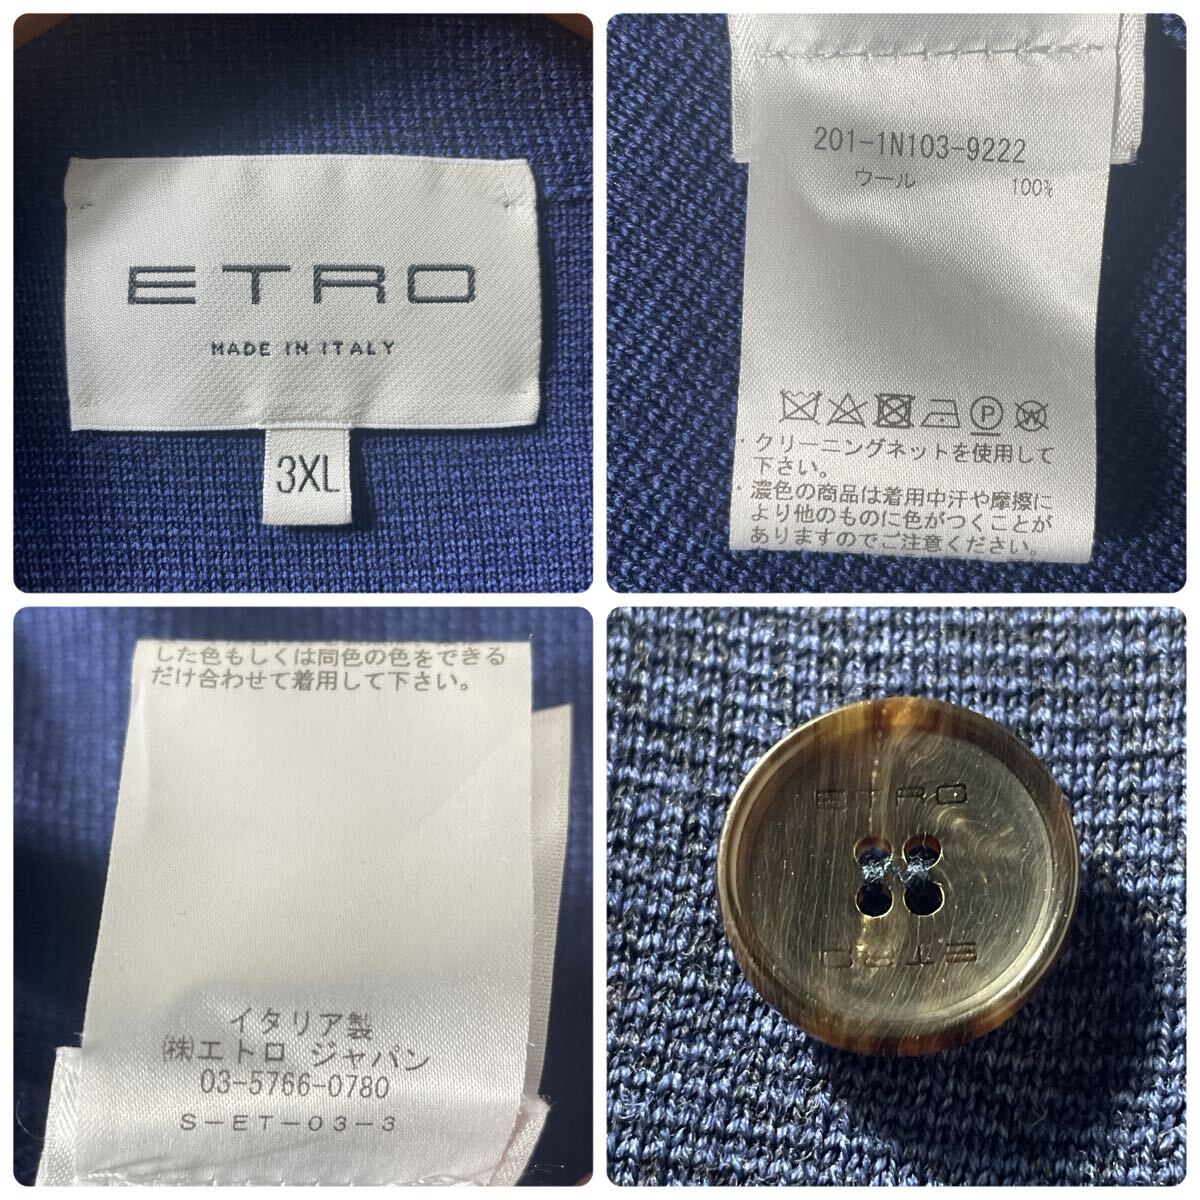 ETRO
MADE IN ITALY
3XL
201-1N103-9222
ウール 100%
P
W
・クリーニングネットを使用して
下さい。
・濃色の商品は着用中汗や摩擦に
より他のものに色がつくことが
ありますのでご注意ください。
した色もしくは同色の色をできる
だけ合わせて着用して下さい。
イタリア製
(株)エトロ ジャパン
03-5766-0780
S-ET-03-3
ETRO
ETRO